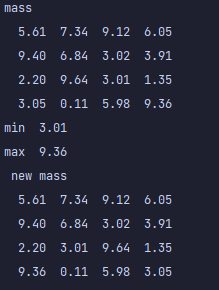 mass
5.61 7.34 9.12 6.05
9.40 6.84 3.02 3.91
2.20 9.64 3.01 1.35
3.05 0.11 5.98 9.36
min 3.01
max 9.36
new mass
5.61 7.34 9.12 6.05
9.40 6.84 3.02 3.91
2.20 3.01 9.64 1.35
9.36 0.11 5.98 3.05